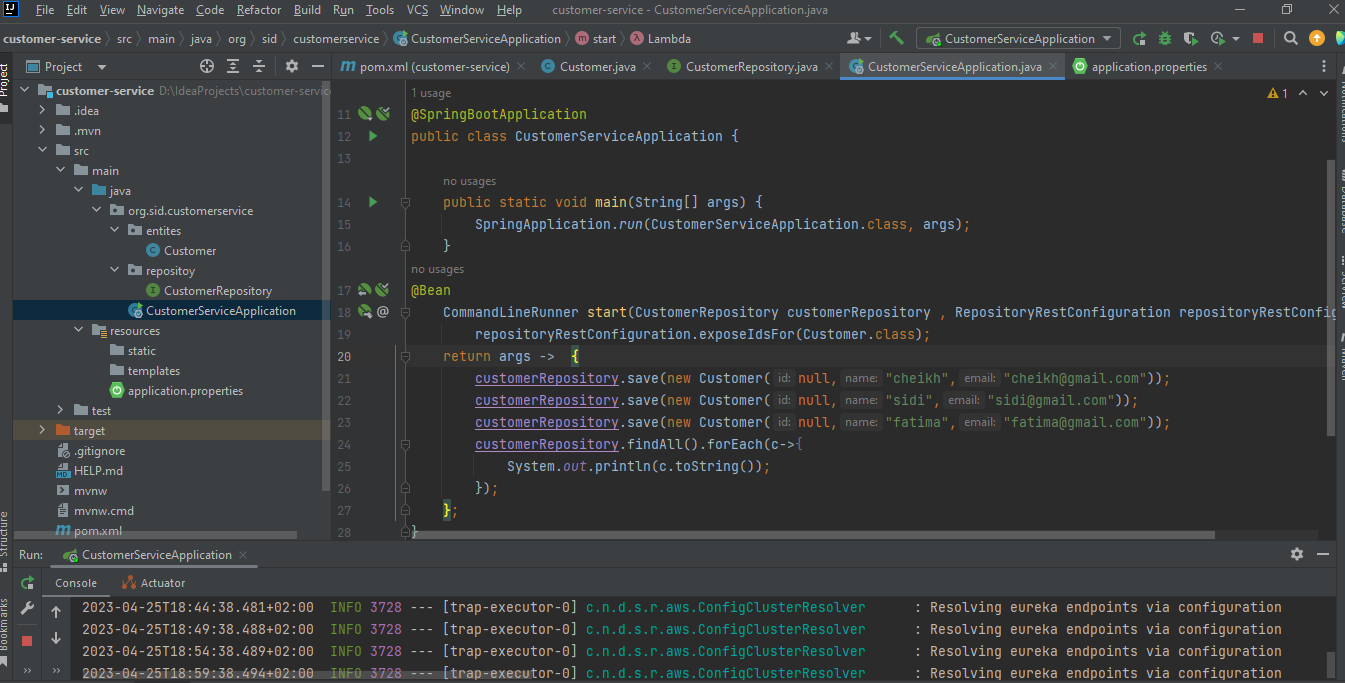 File Edit View Navigate Code Refactor Build Run Tools VCS Window Help customer-service - CustomerServiceApplication.java
customer-service src main java org sid customerservice CustomerServiceApplication start Lambda CustomerServiceApplication
Project pom.xml (customer-service) Customer.java CustomerRepository.java CustomerServiceApplication.java application.properties
Project
customer-service D:\IdeaProjects\customer-servic
.idea
.mvn
src
main
java
org.sid.customerservice
entites
Customer
repositoy
CustomerRepository
CustomerServiceApplication
resources
static
templates
application.properties
test
target
.gitignore
HELP.md
mvnw
mvnw.cmd
pom.xml
Structure
Bookmarks
1 usage
1
11 @SpringBootApplication
12 public class CustomerServiceApplication {
13
no usages
14 public static void main(String[] args) {
15 SpringApplication.run(CustomerServiceApplication.class, args);
16 }
no usages
17 @Bean
18 CommandLineRunner start(CustomerRepository customerRepository , RepositoryRestConfiguration repositoryRestConfig
19 repositoryRestConfiguration.exposeIdsFor(Customer.class);
20 return args -> {
21 customerRepository.save(new Customer( id: null, name: "cheikh", email: "cheikh@gmail.com"));
22 customerRepository.save(new Customer( id: null, name: "sidi", email: "sidi@gmail.com"));
23 customerRepository.save(new Customer( id: null, name: "fatima", email: "fatima@gmail.com"));
24 customerRepository.findAll().forEach(c->{
25 System.out.println(c.toString());
26 });
27 };
28 }
Run: CustomerServiceApplication
Console Actuator
2023-04-25T18:44:38.481+02:00 INFO 3728 --- [trap-executor-0] c.n.d.s.r.aws.ConfigClusterResolver : Resolving eureka endpoints via configuration
2023-04-25T18:49:38.488+02:00 INFO 3728 --- [trap-executor-0] c.n.d.s.r.aws.ConfigClusterResolver : Resolving eureka endpoints via configuration
2023-04-25T18:54:38.489+02:00 INFO 3728 --- [trap-executor-0] c.n.d.s.r.aws.ConfigClusterResolver : Resolving eureka endpoints via configuration
2023-04-25T18:59:38.494+02:00 INFO 3728 --- [trap-executor-0] c.n.d.s.r.aws.ConfigClusterResolver : Resolving eureka endpoints via configuration